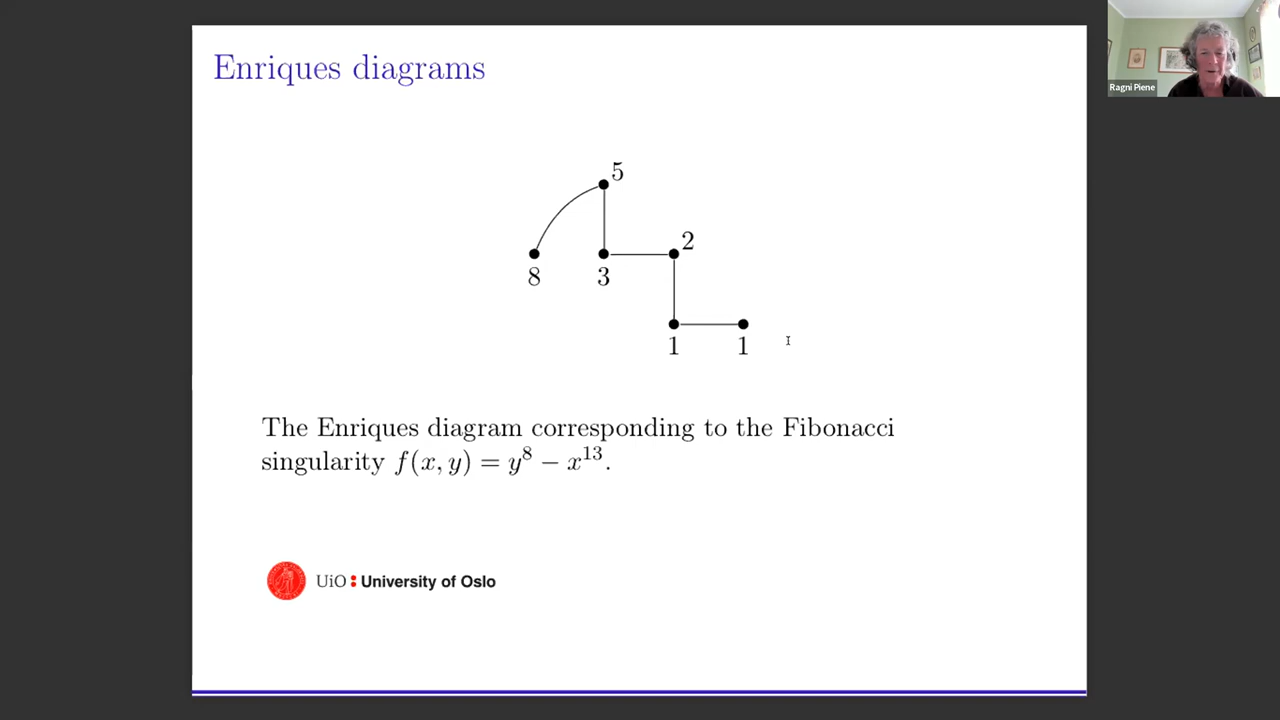 Enriques diagrams
Ragni Piene
5
2
8
3
1
1
The Enriques diagram corresponding to the Fibonacci
singularity f(x, y) = y⁸ − x¹³.
UiO : University of Oslo